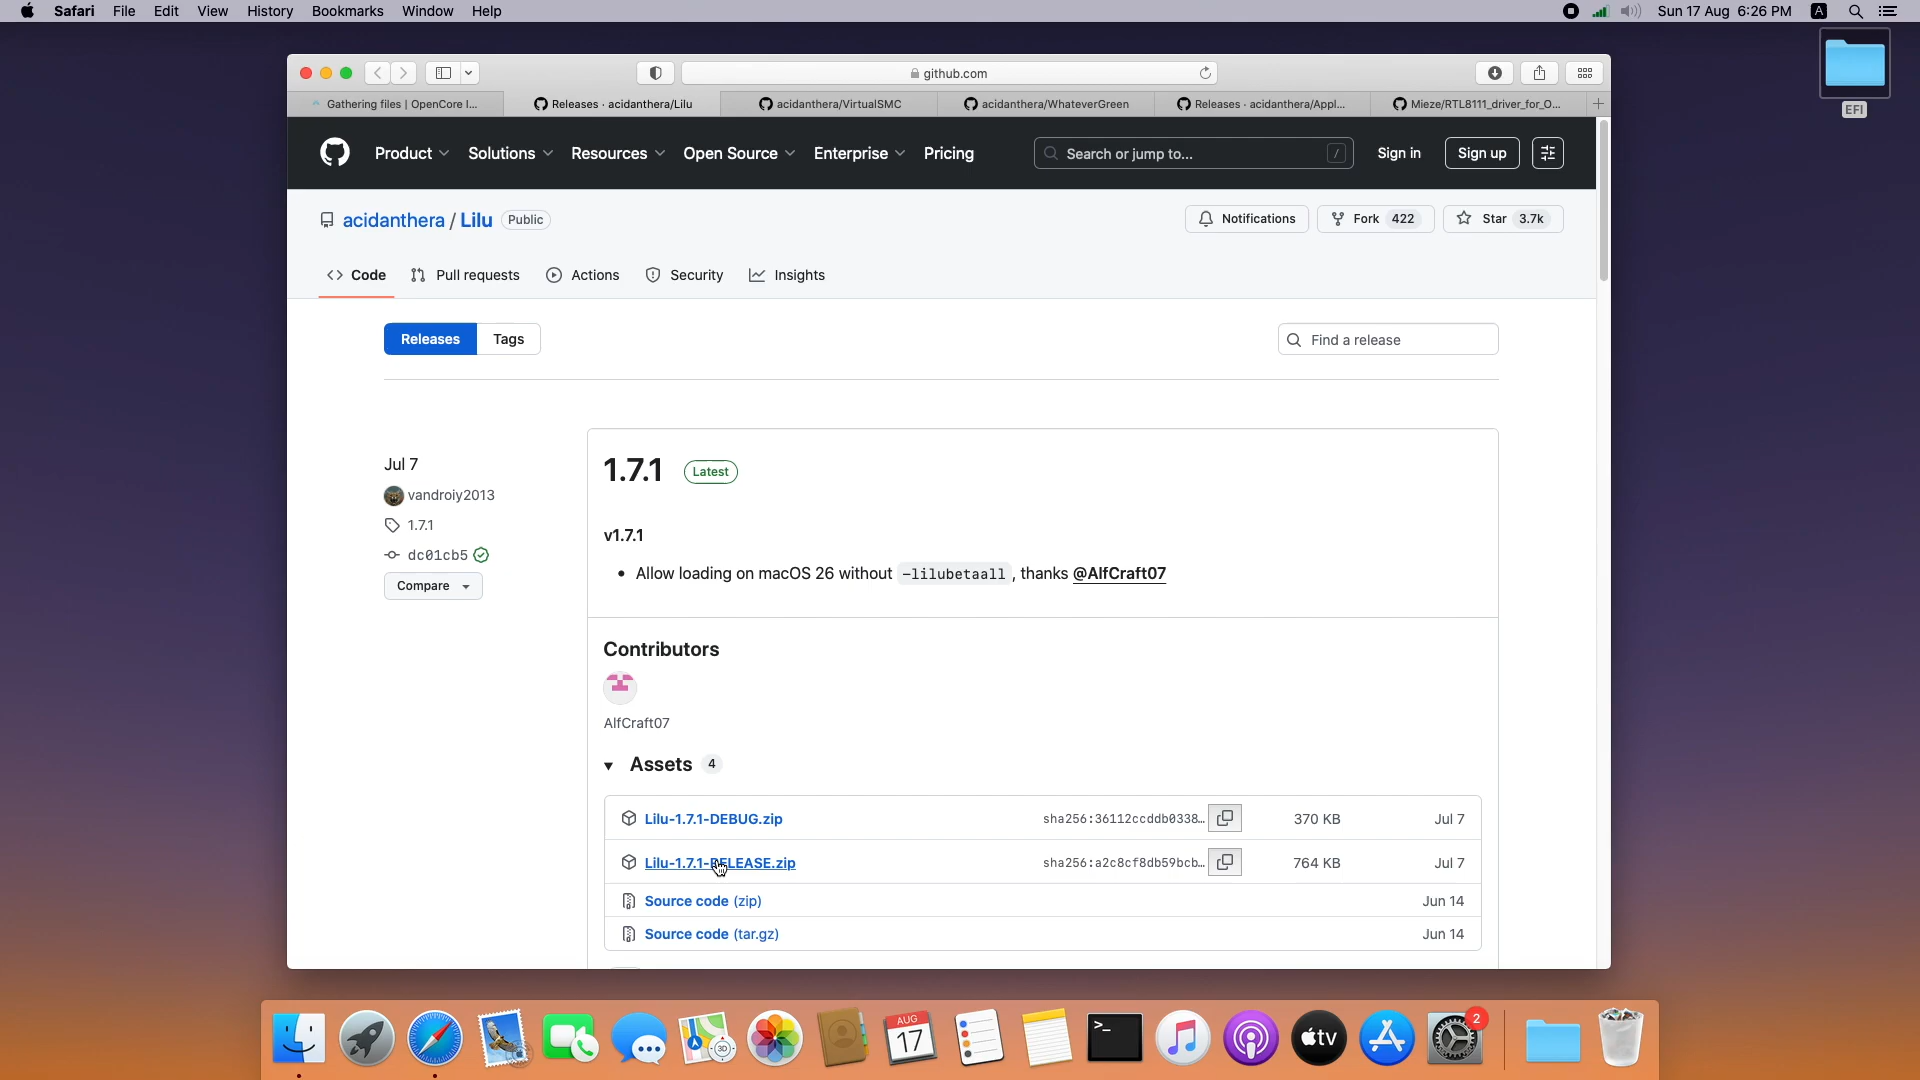 Safari File Edit View History Bookmarks Window Help
Sun 17 Aug 6:26 PM A
EFI
github.com
Gathering files | OpenCore I...
Releases · acidanthera/Lilu
acidanthera/VirtualSMC
acidanthera/WhateverGreen
Releases · acidanthera/Appl...
Mieze/RTL8111_driver_for_O...
Product Solutions Resources Open Source Enterprise Pricing
Search or jump to... /
Sign in
Sign up
acidanthera / Lilu Public
Notifications
Fork 422
Star 3.7k
Code Pull requests Actions Security Insights
Releases Tags
Find a release
Jul 7
vandroiy2013
1.7.1
dc01cb5
Compare
1.7.1 Latest
v1.7.1
Allow loading on macOS 26 without -lilubetaall, thanks @AlfCraft07
Contributors
AlfCraft07
Assets 4
Lilu-1.7.1-DEBUG.zip sha256:36112ccddb0338... 370 KB Jul 7
Lilu-1.7.1-RELEASE.zip sha256:a2c8cf8db59bcb... 764 KB Jul 7
Source code (zip) Jun 14
Source code (tar.gz) Jun 14
3D
AUG
17
>_
tv
2